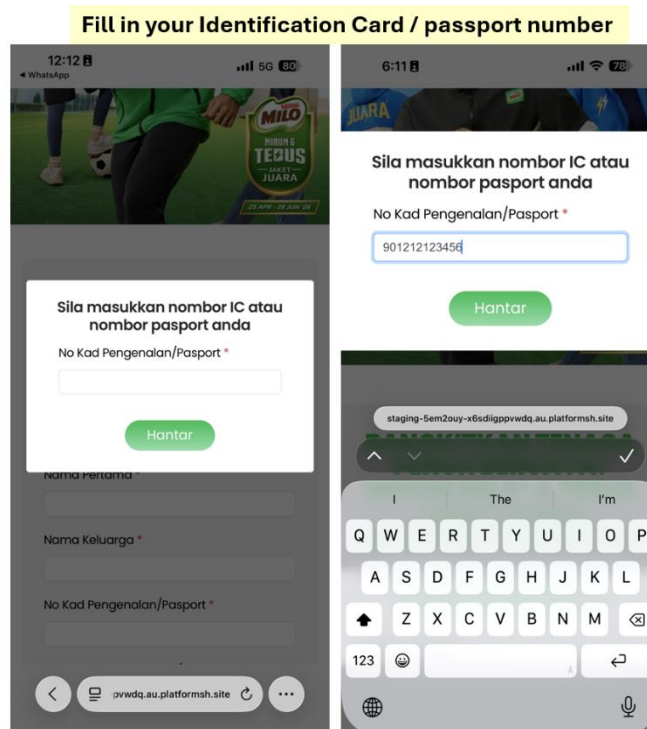 Fill in your Identification Card / passport number
12:12
5G 80
WhatsApp
MILO
MINUM &
TEBUS
JAKET
JUARA
Sila masukkan nombor IC atau
nombor pasport anda
No Kad Pengenalan/Pasport *
Hantar
Nama Pertama *
Nama Keluarga *
No Kad Pengenalan/Pasport *
pvwdq.au.platformsh.site
6:11
78
JUARA
Sila masukkan nombor IC atau
nombor pasport anda
No Kad Pengenalan/Pasport *
901212123456
Hantar
staging-5em2ouy-x6sdiigppvwdq.au.platformsh.site
I The I'm
Q W E R T Y U I O P
A S D F G H J K L
Z X C V B N M
123